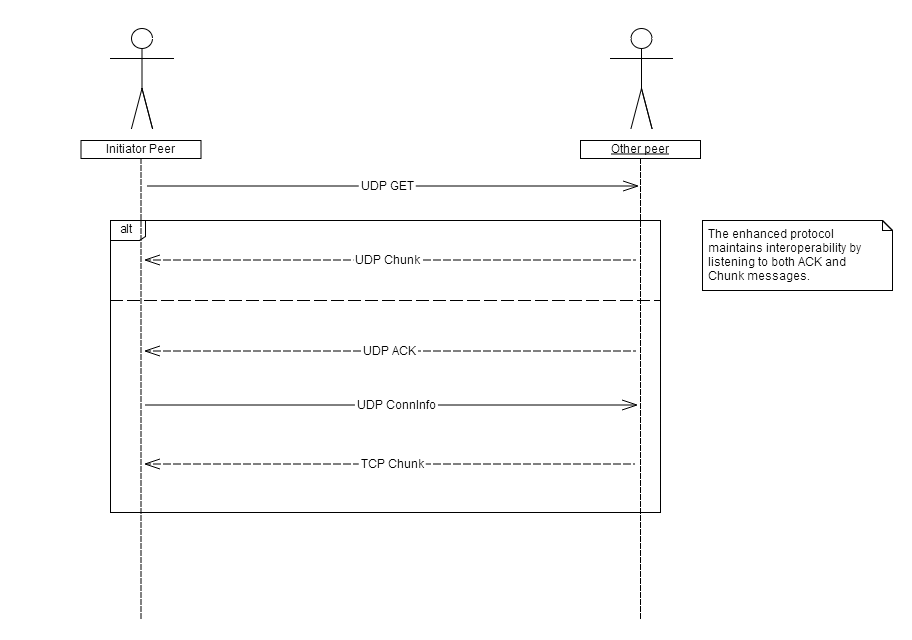 Initiator Peer
Other peer
UDP GET
alt
UDP Chunk
The enhanced protocol
maintains interoperability by
listening to both ACK and
Chunk messages.
UDP ACK
UDP ConnInfo
TCP Chunk